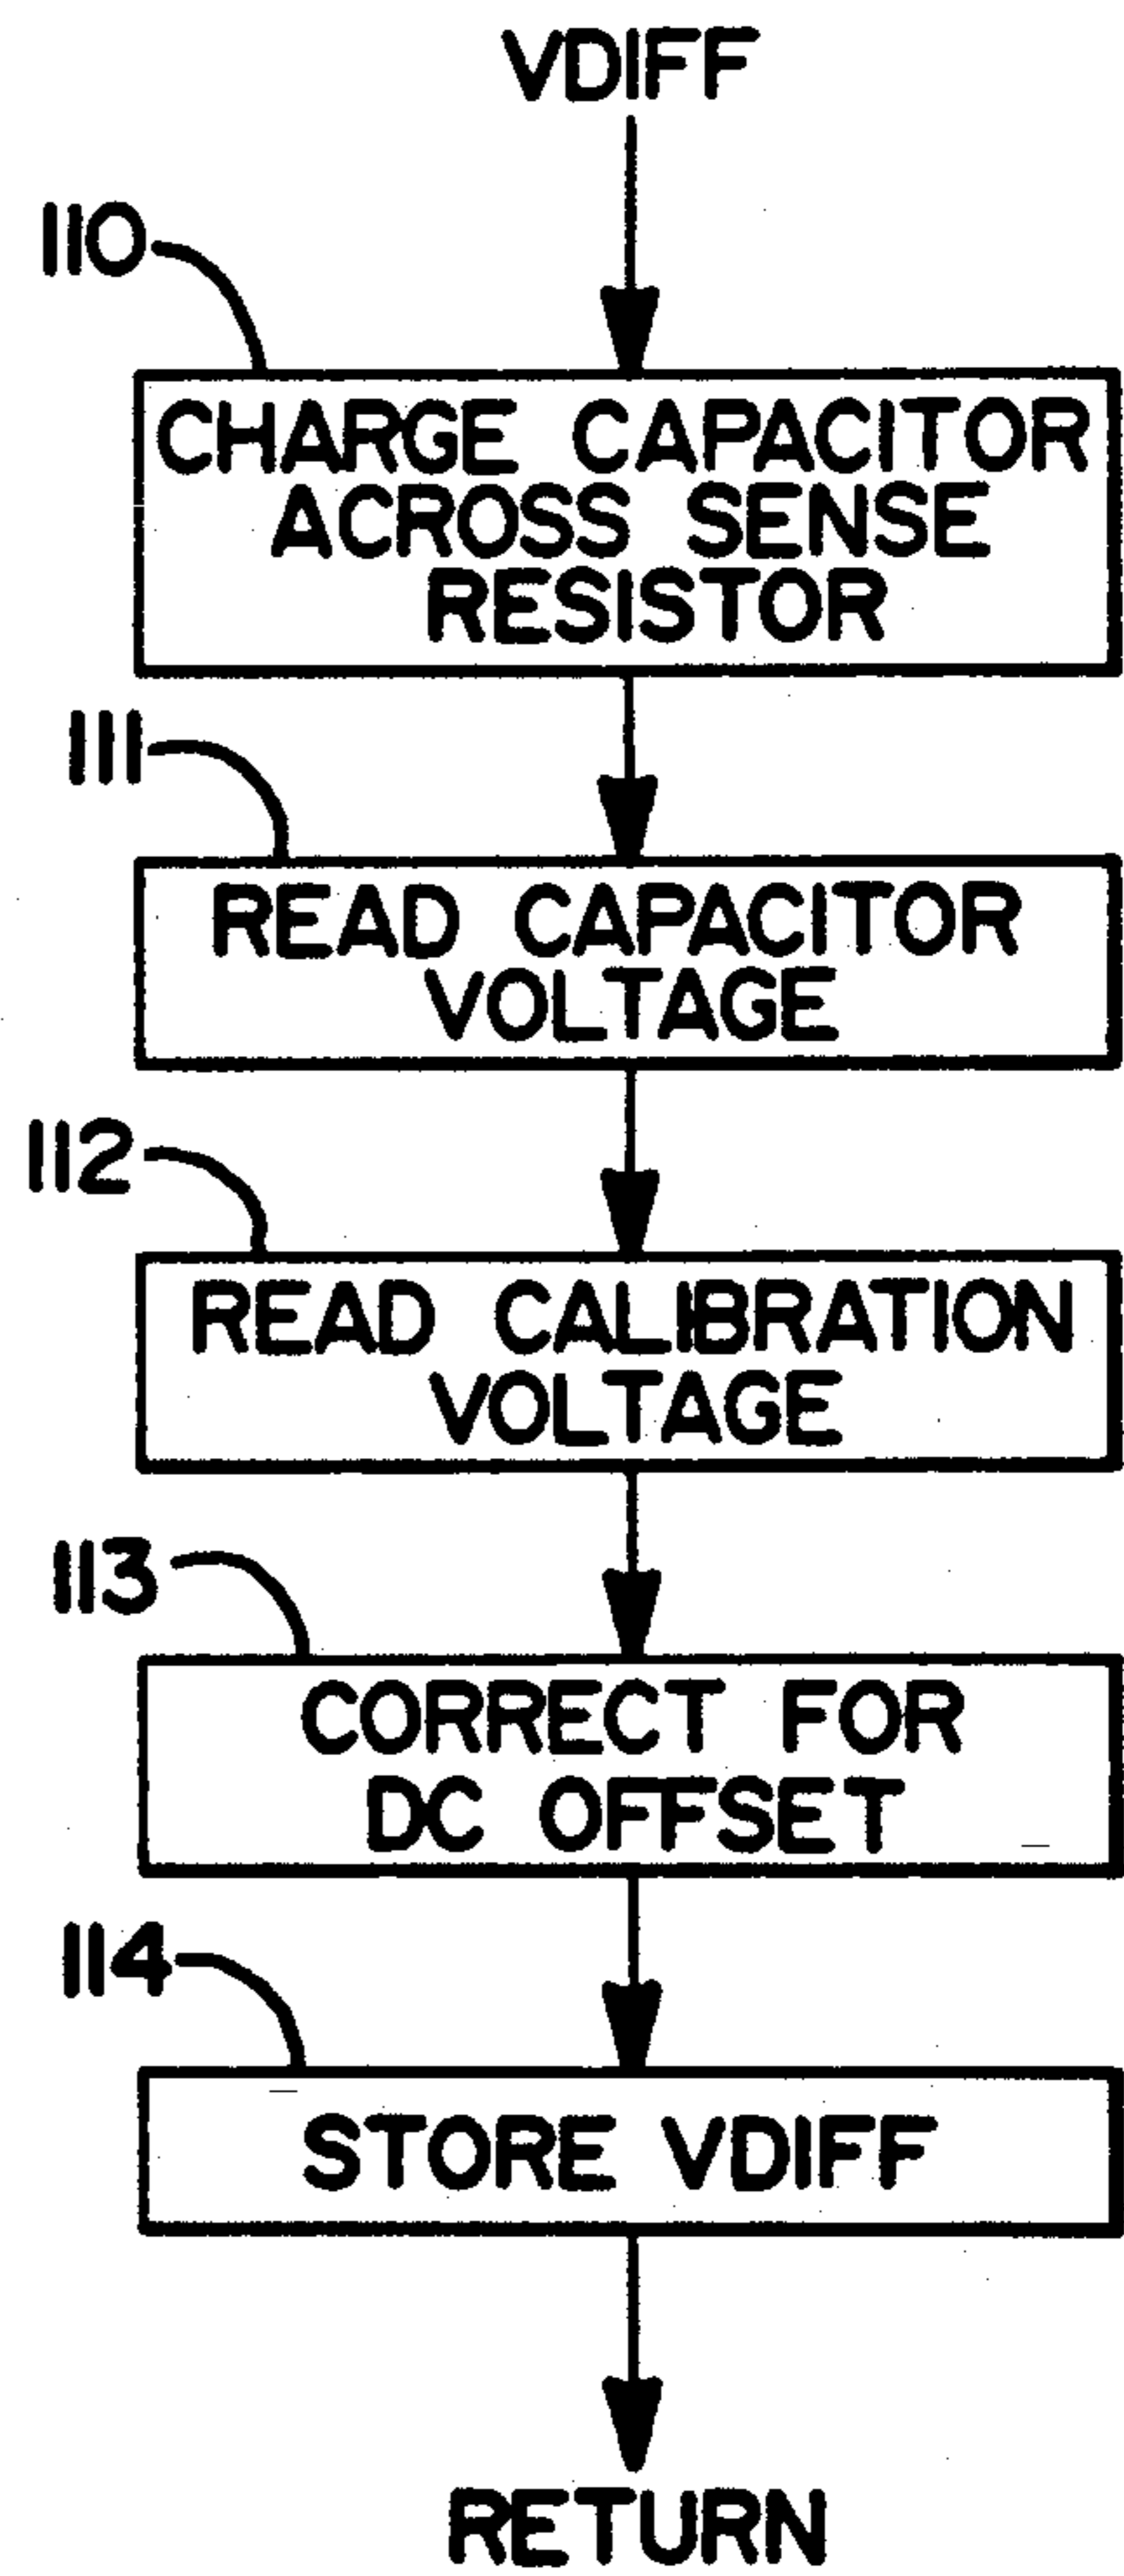 VDIFF
110
CHARGE CAPACITOR
ACROSS SENSE
RESISTOR
111
READ CAPACITOR
VOLTAGE
112
READ CALIBRATION
VOLTAGE
113
CORRECT FOR
DC OFFSET
114
STORE VDIFF
RETURN